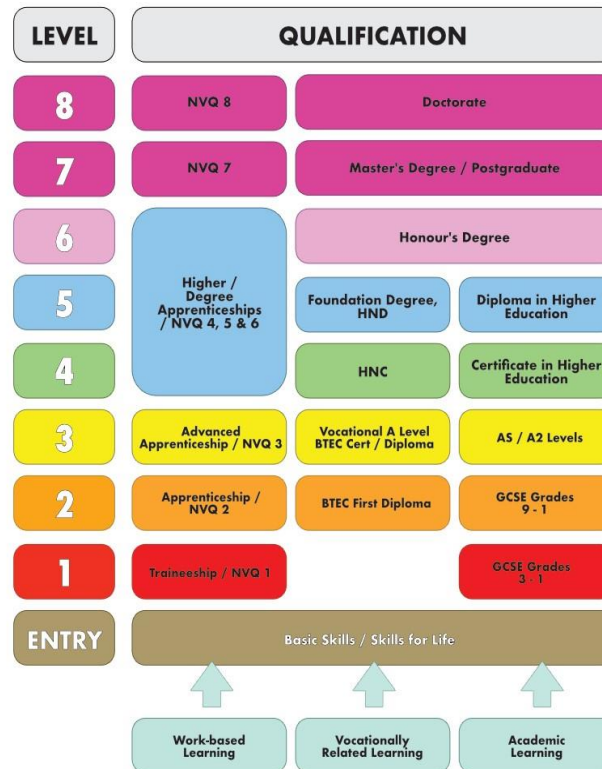 LEVEL
QUALIFICATION
8
NVQ 8
Doctorate
7
NVQ 7
Master's Degree / Postgraduate
6
Honour's Degree
Higher /
Degree
Apprenticeships
/ NVQ 4, 5 & 6
5
Foundation Degree,
HND
Diploma in Higher
Education
4
HNC
Certificate in Higher
Education
3
Advanced
Apprenticeship / NVQ 3
Vocational A Level
BTEC Cert / Diploma
AS / A2 Levels
2
Apprenticeship /
NVQ 2
BTEC First Diploma
GCSE Grades
9 - 1
1
Traineeship / NVQ 1
GCSE Grades
3 - 1
ENTRY
Basic Skills / Skills for Life
Work-based
Learning
Vocationally
Related Learning
Academic
Learning